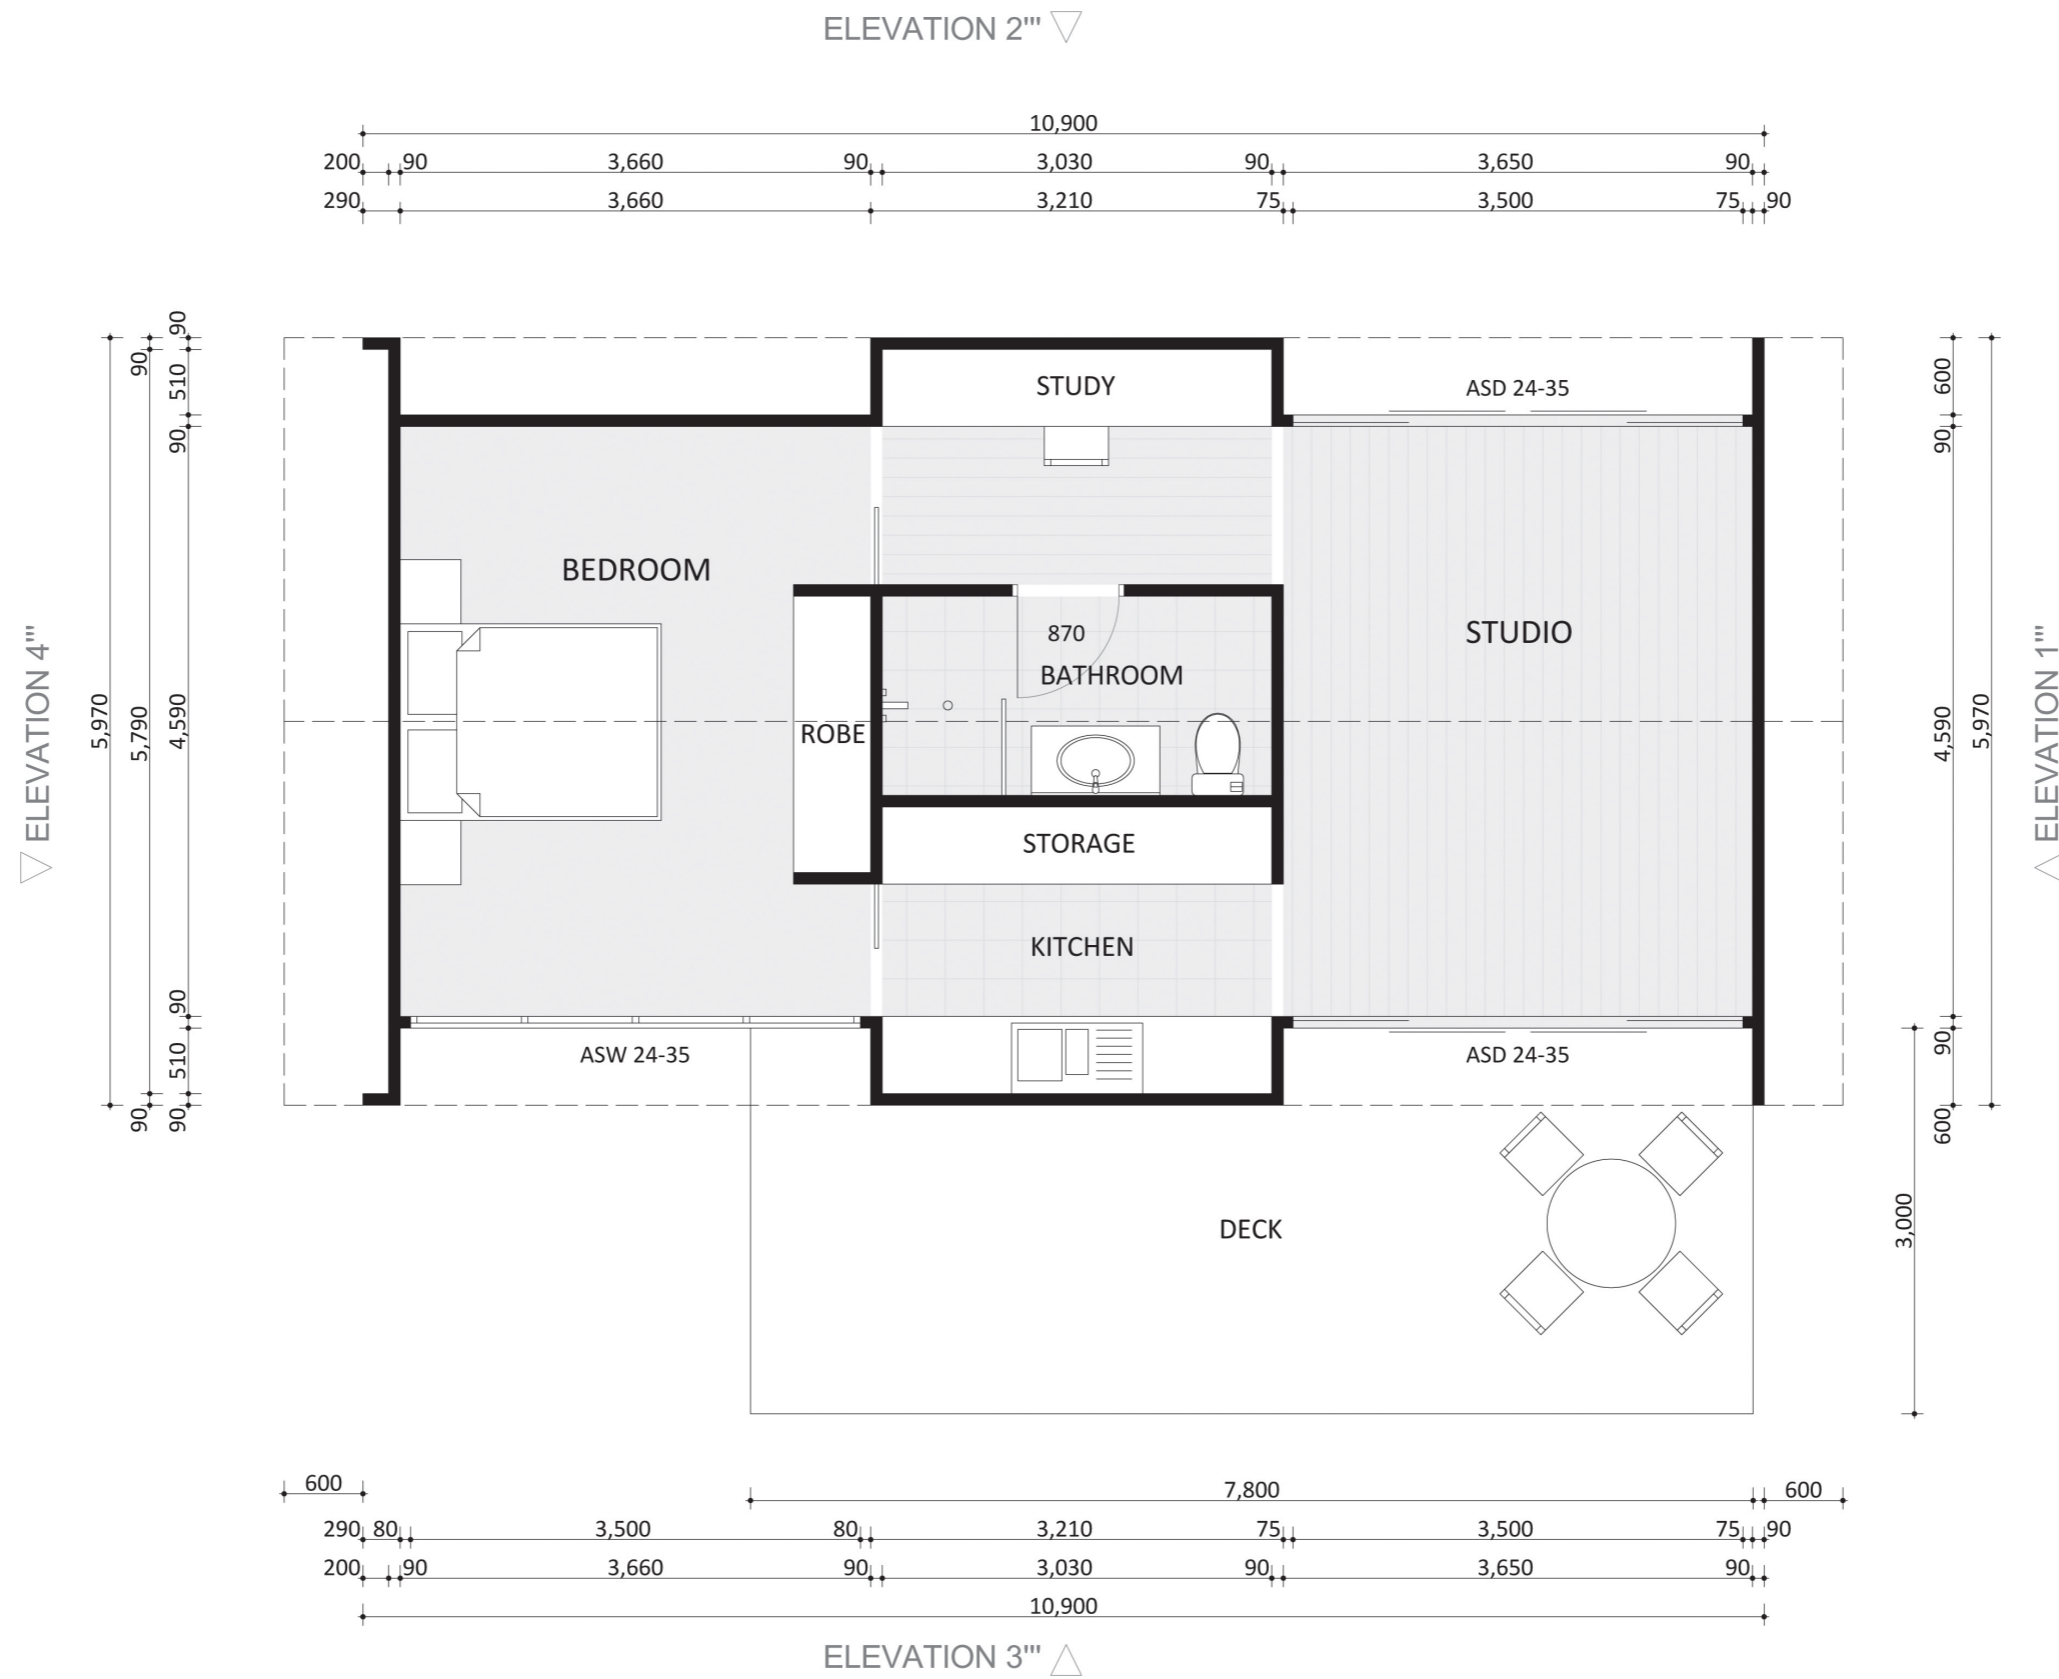 ELEVATION 2'''
10,900
200 90 3,660 90 3,030 90 3,650 90
290 3,660 3,210 75 3,500 75 90
90
90
510
90
5,970
5,790
4,590
90
510
90
90
ELEVATION 4'''
STUDY
ASD 24-35
BEDROOM
870
BATHROOM
STUDIO
ROBE
STORAGE
KITCHEN
ASW 24-35
ASD 24-35
DECK
600
90
4,590
5,970
90
600
3,000
ELEVATION 1'''
600
7,800 600
290 80 3,500 80 3,210 75 3,500 75 90
200 90 3,660 90 3,030 90 3,650 90
10,900
ELEVATION 3'''